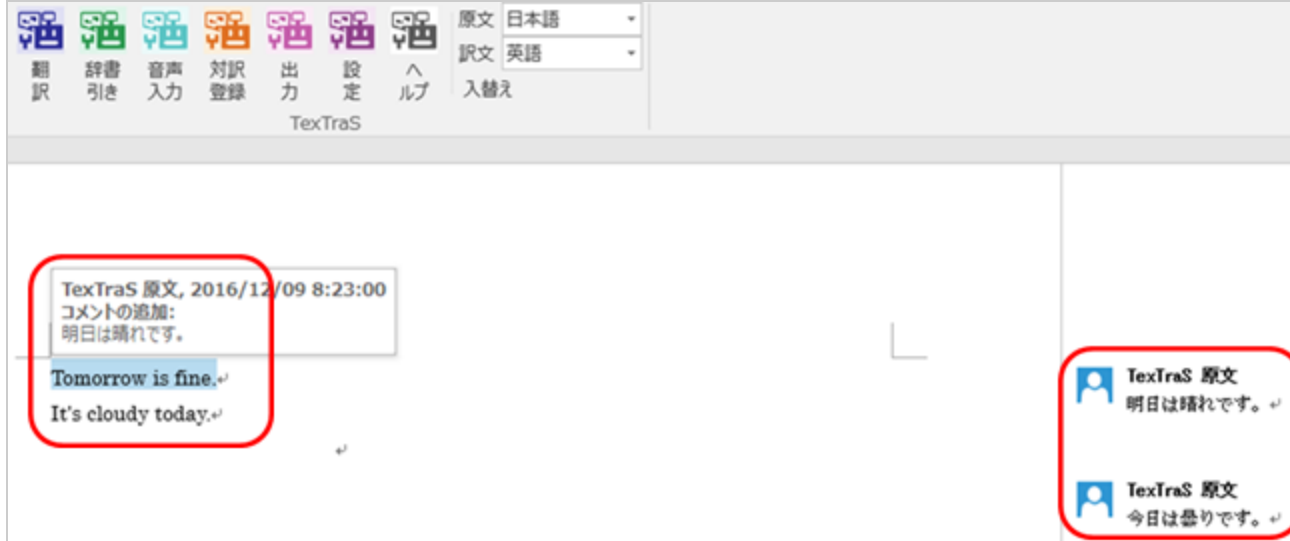 翻訳
辞書引き
音声入力
対訳登録
出力
設定
ヘルプ
原文 日本語
訳文 英語
入替え
TexTraS
TexTraS 原文, 2016/12/09 8:23:00
コメントの追加:
明日は晴れです。
Tomorrow is fine.↵
It's cloudy today.↵
↵
TexTraS 原文
明日は晴れです。↵
TexTraS 原文
今日は曇りです。↵